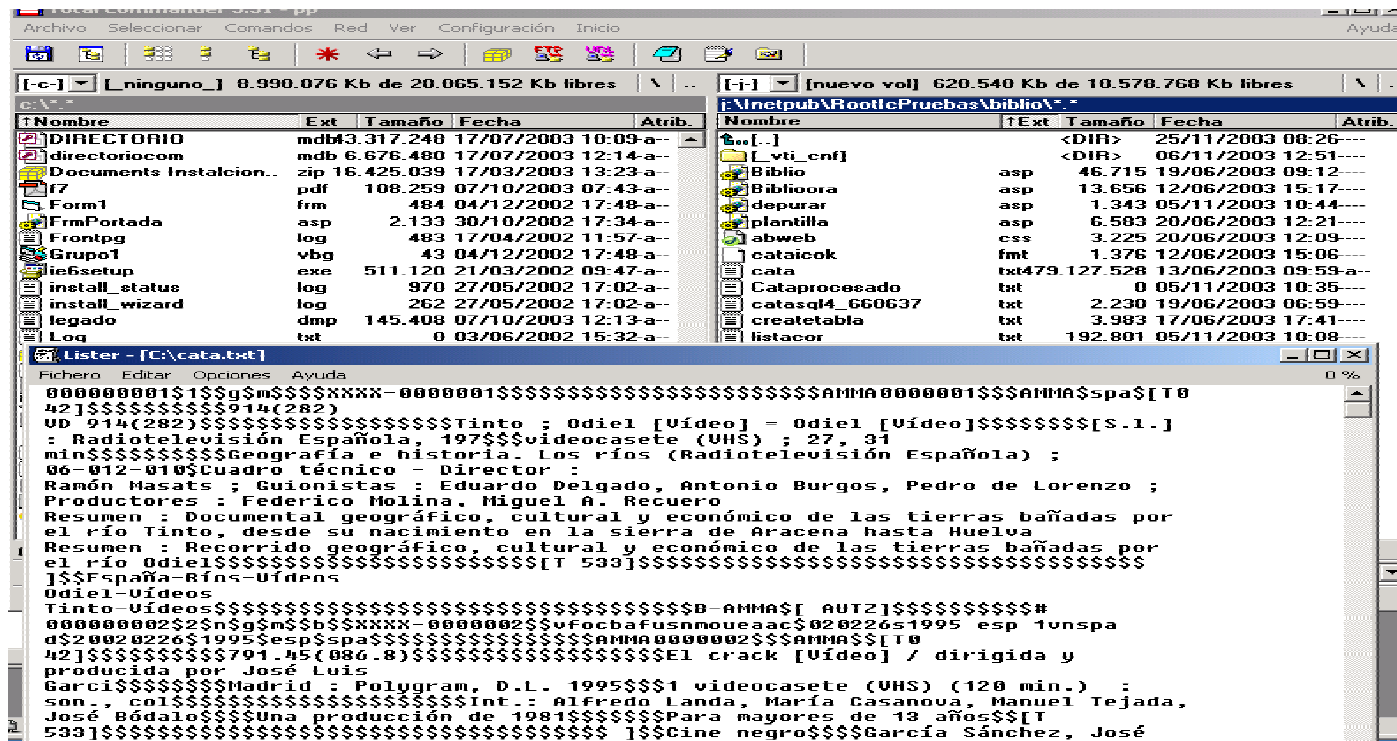 Total Commander 5.51 - pp
Archivo Seleccionar Comandos Red Ver Configuración Inicio Ayuda
[-c-] [_ninguno_] 8.990.076 Kb de 20.065.152 Kb libres \ ..
[-j-] [nuevo vol] 620.540 Kb de 10.578.768 Kb libres \ .
c:\*.*
j:\Inetpub\RootIcPruebas\biblio\*.*
↑Nombre Ext Tamaño Fecha Atrib.
DIRECTORIO mdb 43.317.248 17/07/2003 10:09 -a--
directoriocom mdb 6.676.480 17/07/2003 12:14 -a--
Documents Instalcion.. zip 16.425.039 17/03/2003 13:23 -a--
f7 pdf 108.259 07/10/2003 07:43 -a--
Form1 frm 484 04/12/2002 17:48 -a--
FrmPortada asp 2.133 30/10/2002 17:34 -a--
Frontpg log 483 17/04/2002 11:57 -a--
Grupo1 vbg 43 04/12/2002 17:48 -a--
ie6setup exe 511.120 21/03/2002 09:47 -a--
install_status log 970 27/05/2002 17:02 -a--
install_wizard log 262 27/05/2002 17:02 -a--
legado dmp 145.408 07/10/2003 12:13 -a--
Log txt 0 03/06/2002 15:32 -a--
Nombre ↑Ext Tamaño Fecha Atrib.
[..] <DIR> 25/11/2003 08:26 ----
[_vti_cnf] <DIR> 06/11/2003 12:51 ----
Biblio asp 46.715 19/06/2003 09:12 ----
Biblioora asp 13.656 12/06/2003 15:17 ----
depurar asp 1.343 05/11/2003 10:44 ----
plantilla asp 6.583 20/06/2003 12:21 ----
abweb css 3.225 20/06/2003 12:09 ----
cataicok fmt 1.376 12/06/2003 15:06 ----
cata txt 479.127.528 13/06/2003 09:59 -a--
Cataprocesado txt 0 05/11/2003 10:35 ----
catasql4_660637 txt 2.230 19/06/2003 06:59 ----
createtabla txt 3.983 17/06/2003 17:41 ----
listacor txt 192.801 05/11/2003 10:08 ----
Lister - [C:\cata.txt]
Fichero Editar Opciones Ayuda 0 %
000000001$1$$g$m$$$$XXXX-0000001$$$$$$$$$$$$$$$$$$$$$$$$AMMA0000001$$$AMMA$spa$[T0
42]$$$$$$$$$$$914(282)
VD 914(282)$$$$$$$$$$$$$$$$$$Tinto ; Odiel [Vídeo] = Odiel [Vídeo]$$$$$$$$[S.l.]
: Radiotelevisión Española, 197$$$videocasete (VHS) ; 27, 31
min$$$$$$$$$$Geografía e historia. Los ríos (Radiotelevisión Española) ;
06-012-010$Cuadro técnico - Director :
Ramón Masats ; Guionistas : Eduardo Delgado, Antonio Burgos, Pedro de Lorenzo ;
Productores : Federico Molina, Miguel A. Recuero
Resumen : Documental geográfico, cultural y económico de las tierras bañadas por
el río Tinto, desde su nacimiento en la sierra de Aracena hasta Huelva
Resumen : Recorrido geográfico, cultural y económico de las tierras bañadas por
el río Odiel$$$$$$$$$$$$$$$$$$$$$$$$$[T 533]$$$$$$$$$$$$$$$$$$$$$$$$$$$$$$$$$$$
]$$España-Ríos-Vídeos
Odiel-Vídeos
Tinto-Vídeos$$$$$$$$$$$$$$$$$$$$$$$$$$$$$$$$$B-AMMA$[ AUTZ]$$$$$$$$$$#
000000002$2$n$g$m$$b$$XXXX-0000002$$vfocbafusnmoueaac$020226s1995 esp 1vnspa
d$20020226$1995$esp$spa$$$$$$$$$$$$$$$$AMMA0000002$$$AMMA$$[T0
42]$$$$$$$$$$$791.45(086.8)$$$$$$$$$$$$$$$$$$El crack [Vídeo] / dirigida y
producida por José Luis
Garci$$$$$$$$$Madrid : Polygram, D.L. 1995$$$1 videocasete (VHS) (120 min.) :
son., col$$$$$$$$$$$$$$$$$$$$$Int.: Alfredo Landa, María Casanova, Manuel Tejada,
José Bódalo$$$$Una producción de 1981$$$$$$$Para mayores de 13 años$$[T
533]$$$$$$$$$$$$$$$$$$$$$$$$$$$$$$$$$$$ ]$$Cine negro$$$$García Sánchez, José